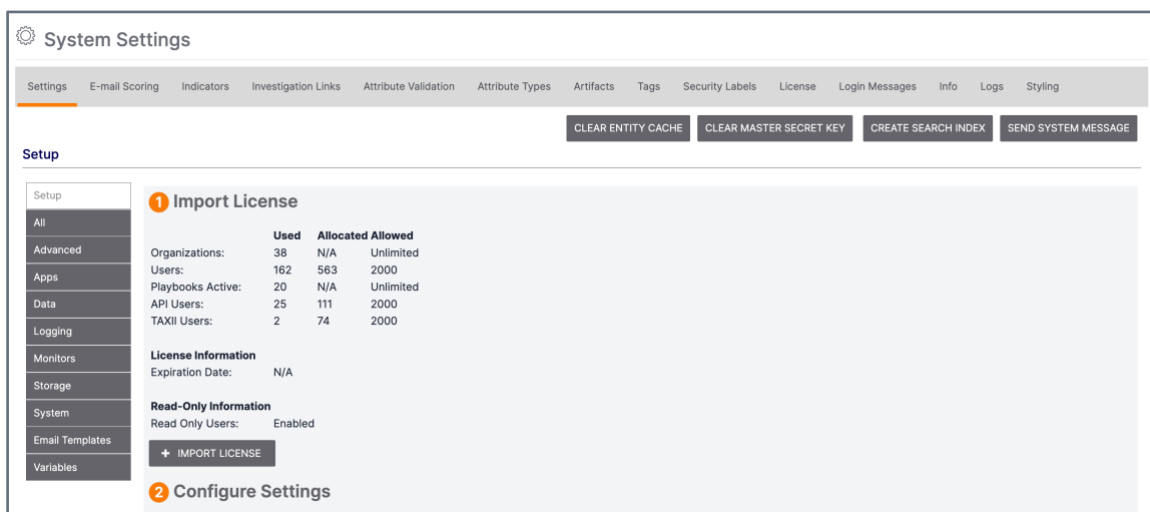 System Settings
Settings E-mail Scoring Indicators Investigation Links Attribute Validation Attribute Types Artifacts Tags Security Labels License Login Messages Info Logs Styling
CLEAR ENTITY CACHE CLEAR MASTER SECRET KEY CREATE SEARCH INDEX SEND SYSTEM MESSAGE
Setup
Setup
All
Advanced
Apps
Data
Logging
Monitors
Storage
System
Email Templates
Variables
1 Import License
Used Allocated Allowed
Organizations: 38 N/A Unlimited
Users: 162 563 2000
Playbooks Active: 20 N/A Unlimited
API Users: 25 111 2000
TAXII Users: 2 74 2000
License Information
Expiration Date: N/A
Read-Only Information
Read Only Users: Enabled
+ IMPORT LICENSE
2 Configure Settings